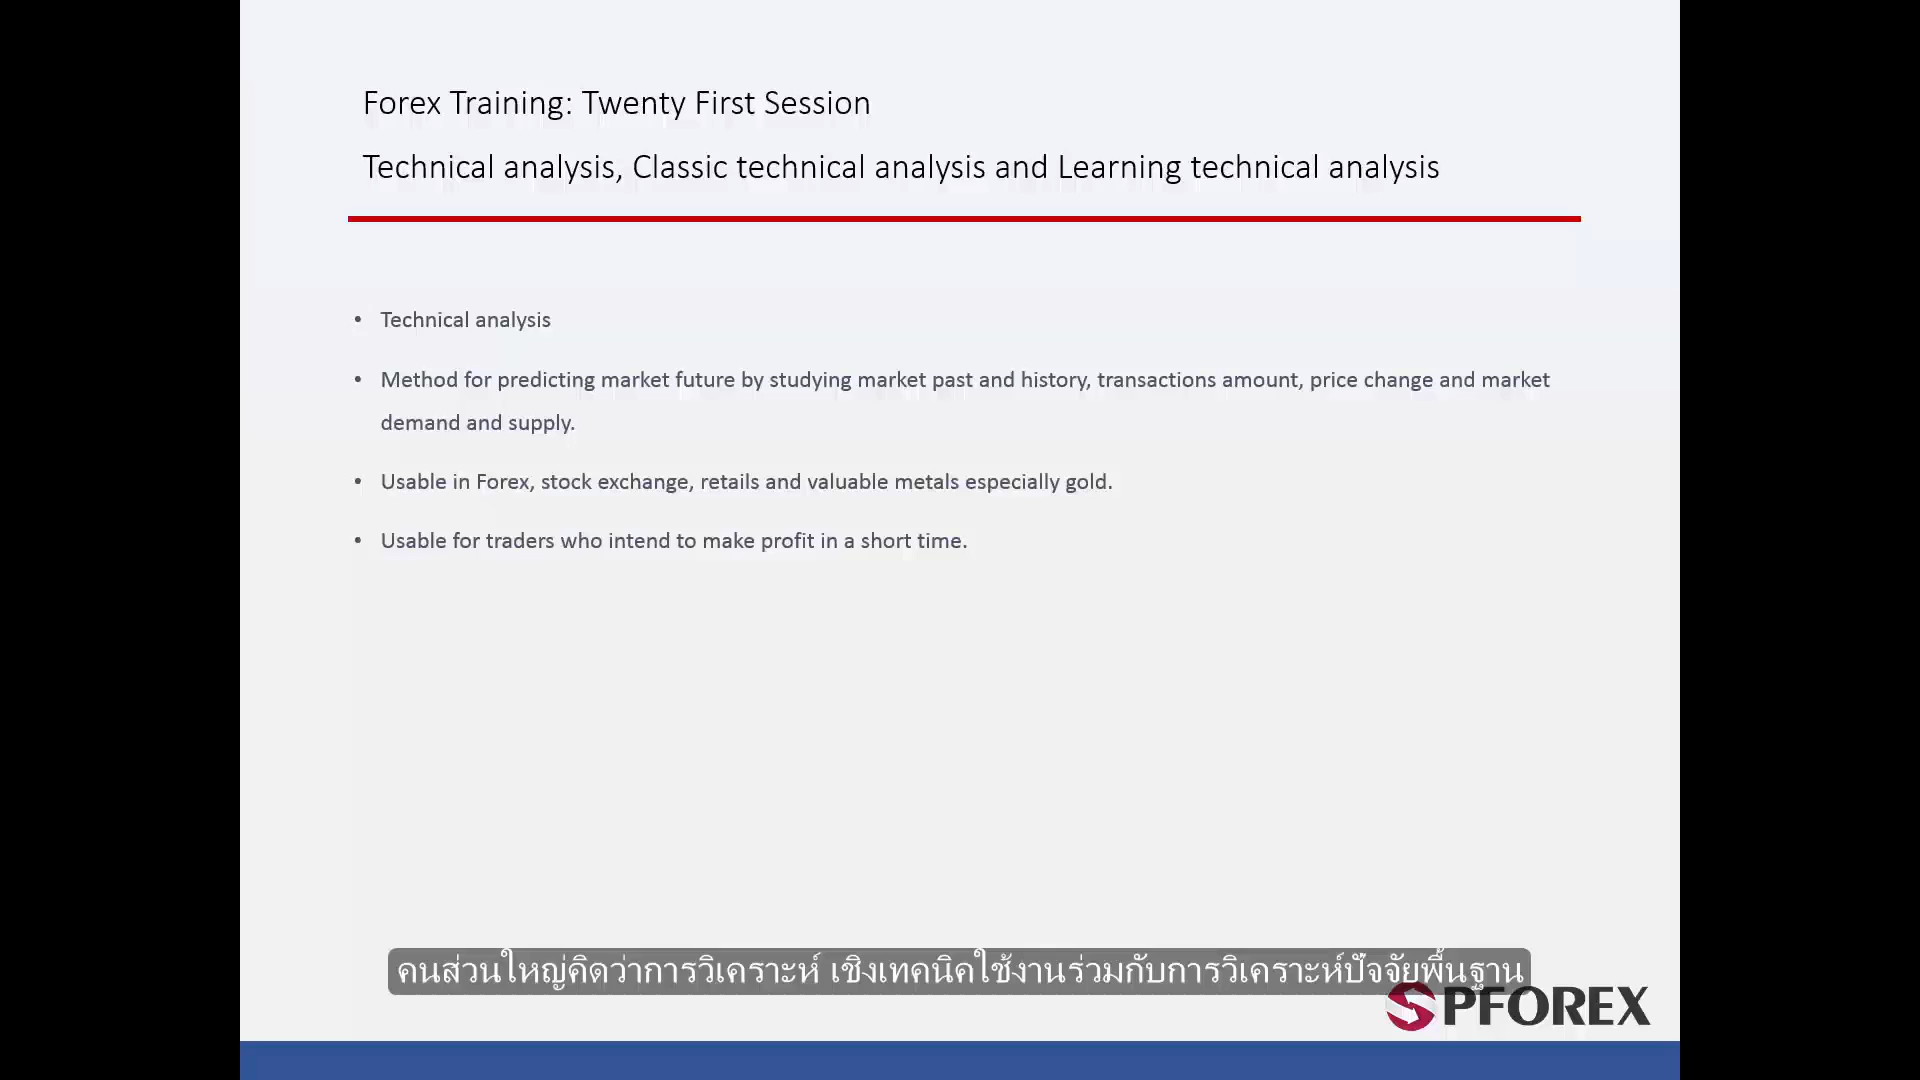 Forex Training: Twenty First Session
Technical analysis, Classic technical analysis and Learning technical analysis
• Technical analysis
• Method for predicting market future by studying market past and history, transactions amount, price change and market
demand and supply.
• Usable in Forex, stock exchange, retails and valuable metals especially gold.
• Usable for traders who intend to make profit in a short time.
คนส่วนใหญ่คิดว่าการวิเคราะห์ เชิงเทคนิคใช้งานร่วมกับการวิเคราะห์ปัจจัยพื้นฐาน
SPFOREX